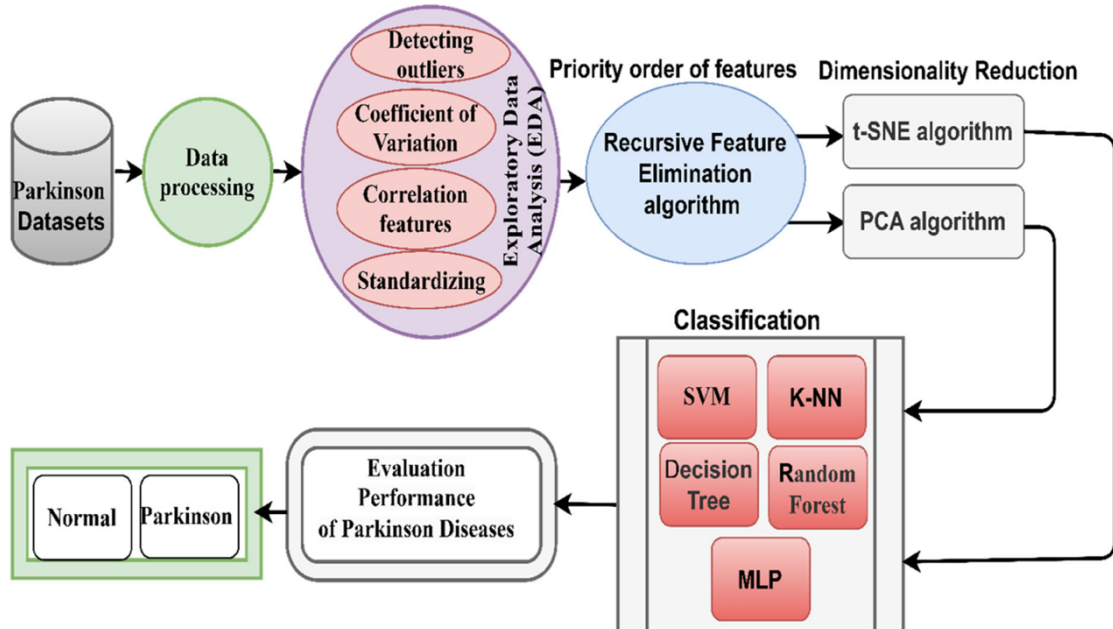 Parkinson
Datasets
Data
processing
Detecting
outliers
Coefficient of
Variation
Correlation
features
Standardizing
Exploratory Data
Analysis (EDA)
Priority order of features
Recursive Feature
Elimination
algorithm
Dimensionality Reduction
t-SNE algorithm
PCA algorithm
Classification
SVM
K-NN
Decision
Tree
Random
Forest
MLP
Evaluation
Performance
of Parkinson Diseases
Normal
Parkinson